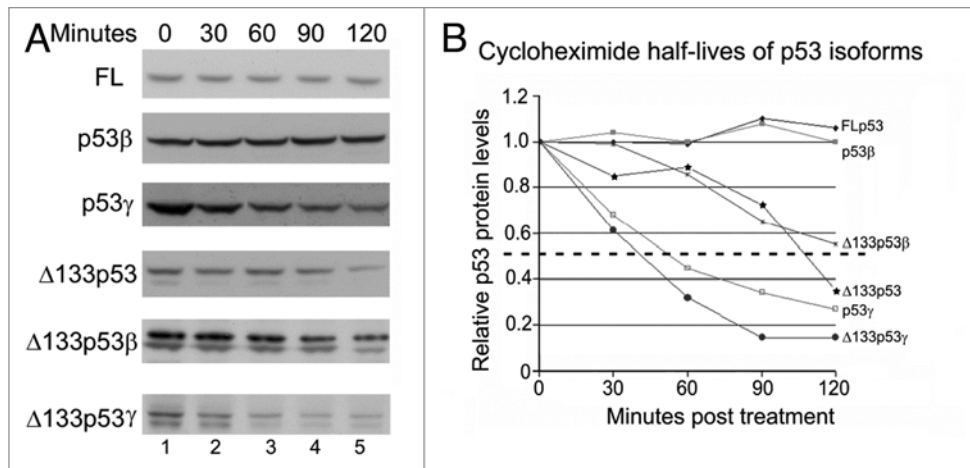 A Minutes 0 30 60 90 120
FL
p53β
p53γ
Δ133p53
Δ133p53β
Δ133p53γ
1 2 3 4 5
B Cycloheximide half-lives of p53 isoforms
Relative p53 protein levels
1.2
1.0
0.8
0.6
0.4
0.2
0
0 30 60 90 120
Minutes post treatment
FLp53
p53β
Δ133p53β
Δ133p53
p53γ
Δ133p53γ